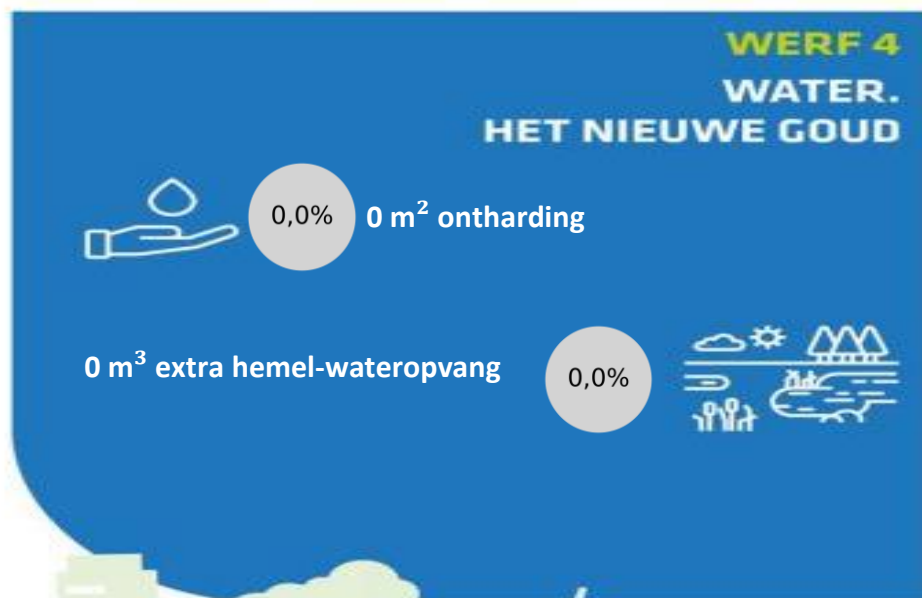 WERF 4
WATER.
HET NIEUWE GOUD
0,0% 0 m² ontharding
0 m³ extra hemel-wateropvang 0,0%